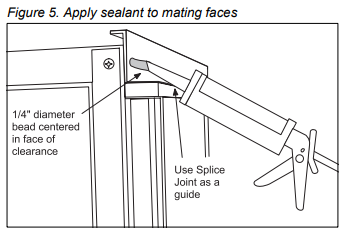 Figure 5. Apply sealant to mating faces
1/4" diameter
bead centered
in face of
clearance
Use Splice
Joint as a
guide